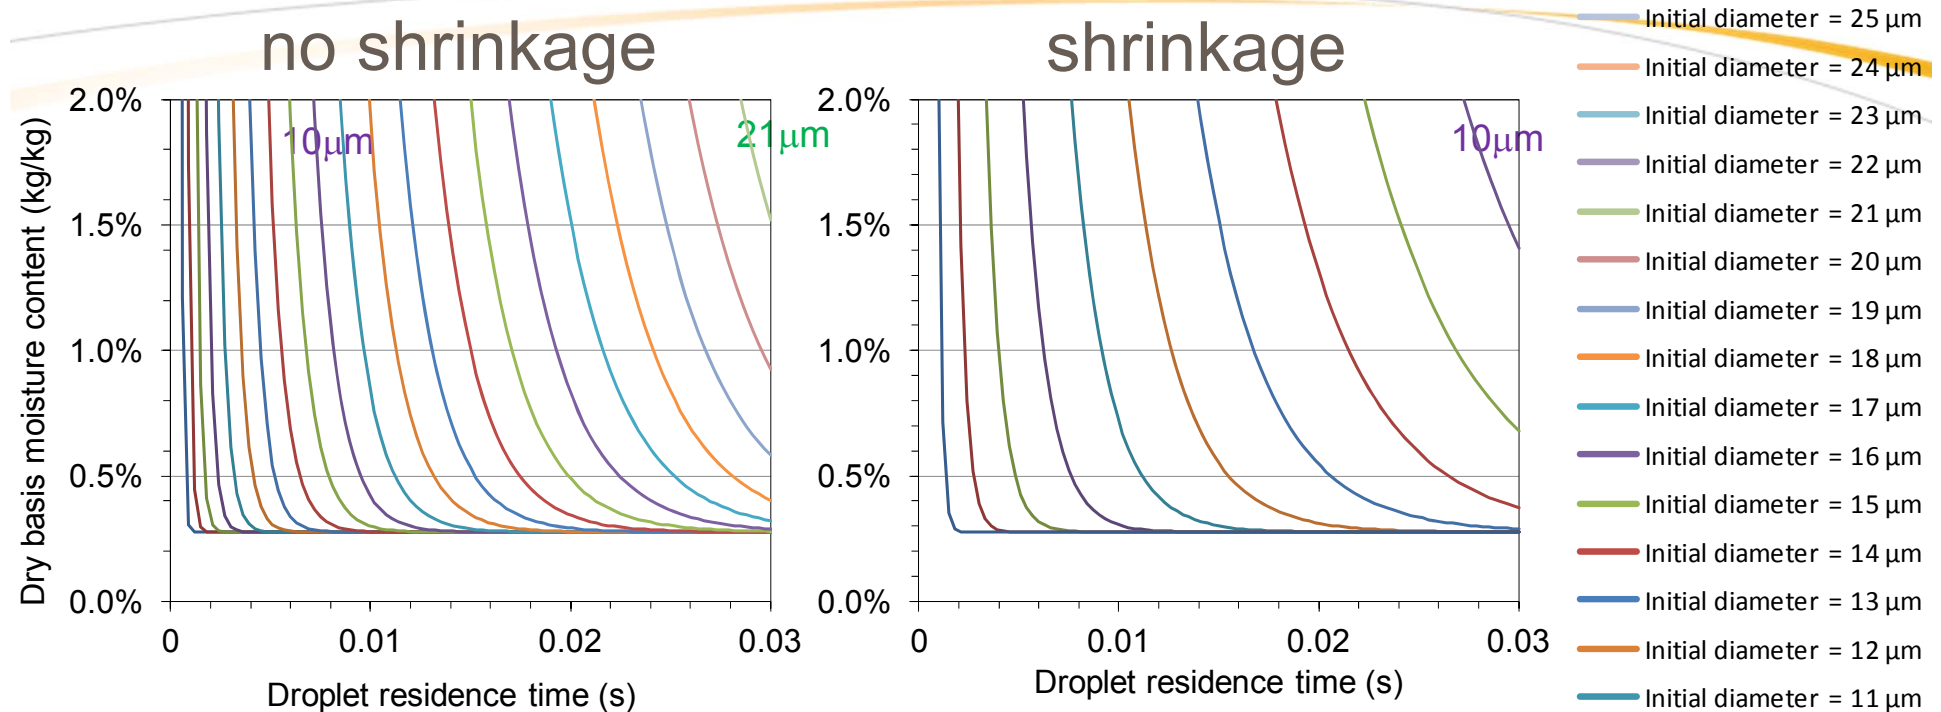 no shrinkage
shrinkage
Dry basis moisture content (kg/kg)
2.0%
1.5%
1.0%
0.5%
0.0%
10μm
21μm
0
0.01
0.02
0.03
Droplet residence time (s)
2.0%
1.5%
1.0%
0.5%
0.0%
10μm
0
0.01
0.02
0.03
Droplet residence time (s)
Initial diameter = 25 μm
Initial diameter = 24 μm
Initial diameter = 23 μm
Initial diameter = 22 μm
Initial diameter = 21 μm
Initial diameter = 20 μm
Initial diameter = 19 μm
Initial diameter = 18 μm
Initial diameter = 17 μm
Initial diameter = 16 μm
Initial diameter = 15 μm
Initial diameter = 14 μm
Initial diameter = 13 μm
Initial diameter = 12 μm
Initial diameter = 11 μm